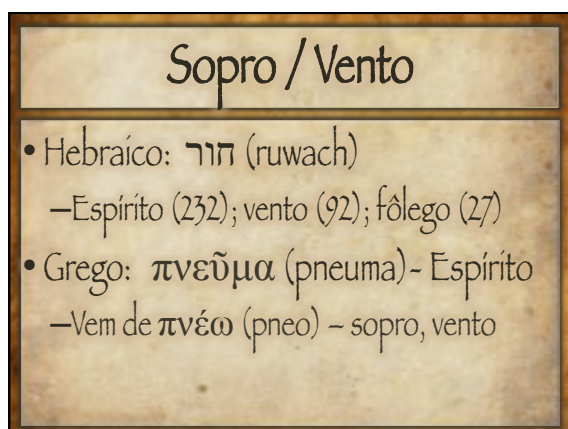 Sopro / Vento
• Hebraico: חור (ruwach)
–Espírito (232); vento (92); fôlego (27)
• Grego: πνεῦμα (pneuma)- Espírito
–Vem de πνέω (pneo) – sopro, vento